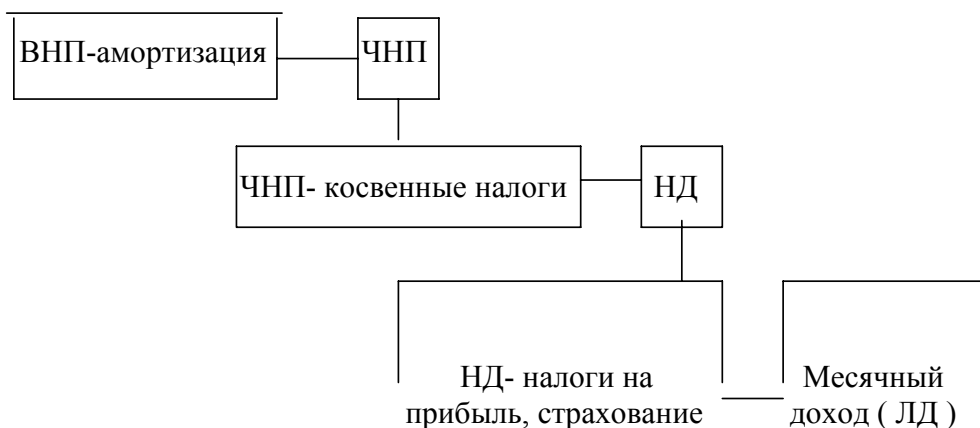 ВНП-амортизация
ЧНП
ЧНП- косвенные налоги
НД
НД- налоги на
прибыль, страхование
Месячный
доход ( ЛД )